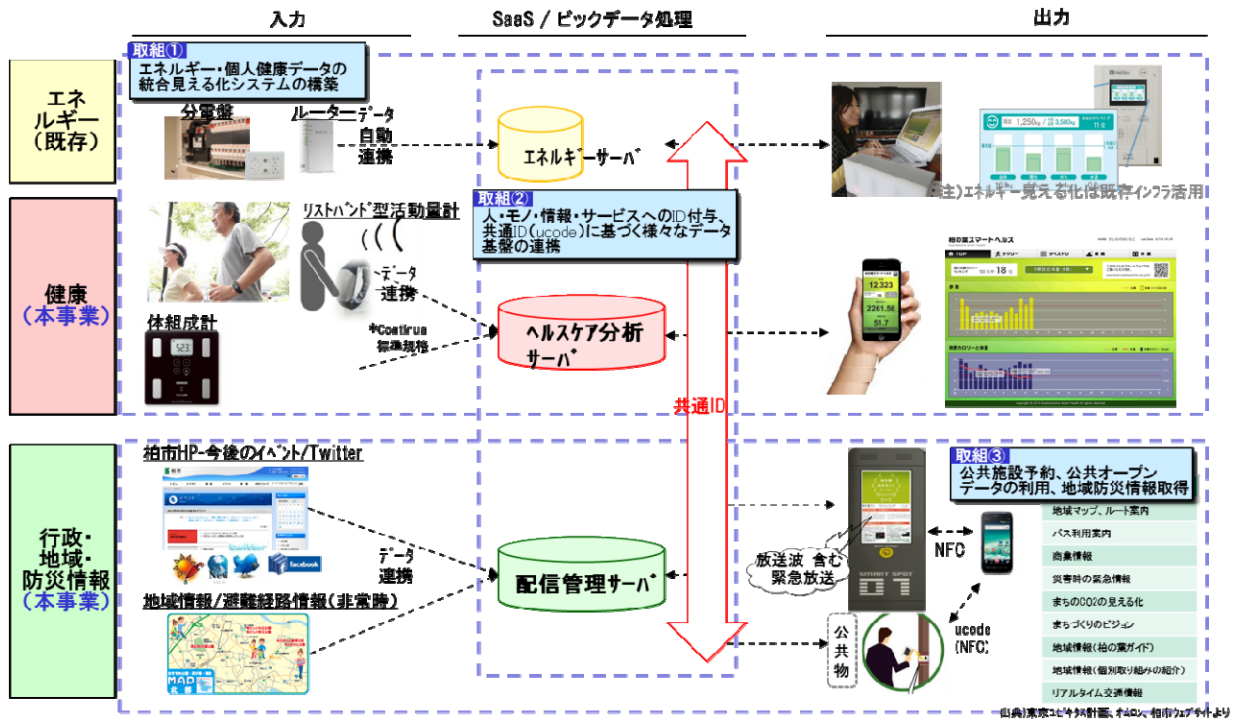 入力
SaaS / ビックデータ処理
出力
取組①
エネルギー・個人健康データの
統合見える化システムの構築
エネ
ルギー
(既存)
分電盤
ルーター
データ
自動
連携
エネルギーサーバ
注)エネルギー見える化は既存インフラ活用
取組②
人・モノ・情報・サービスへのID付与、
共通ID(ucode)に基づく様々なデータ
基盤の連携
健康
(本事業)
リストバンド型活動量計
データ
連携
体組成計
*Continua
標準規格
ヘルスケア分析
サーバ
共通ID
12,323
2261.56
51.7
柏の葉スマートヘルス
TOP
18
行政・
地域・
防災情報
(本事業)
柏市HP-今後のイベント/Twitter
facebook
データ
連携
地域情報/避難経路情報(非常時)
MAP
配信管理サーバ
放送波 含む
緊急放送
SMART SPOT
07
NFC
公
共
物
ucode
(NFC)
取組③
公共施設予約、公共オープン
データの利用、地域防災情報取得
地域マップ、ルート案内
バス利用案内
商業情報
災害時の緊急情報
まちのCO2の見える化
まちづくりのビジョン
地域情報(柏の葉ガイド)
地域情報(個別取り組みの紹介)
リアルタイム交通情報
出典)東京ユビキタス計画、オムロン、柏市ウェブサイトより